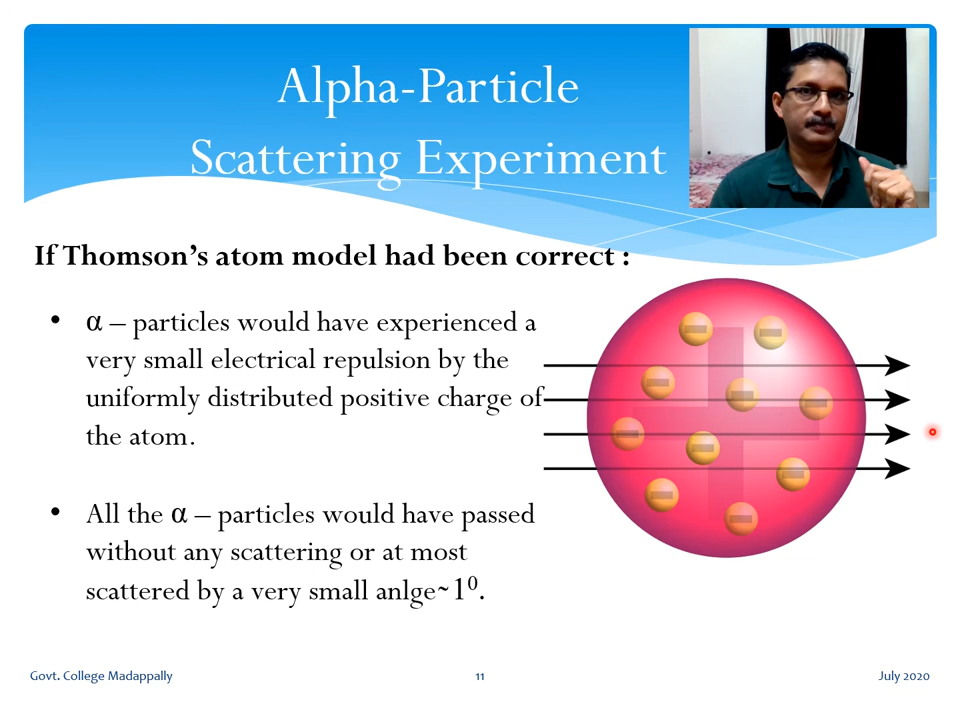 Alpha-Particle
Scattering Experiment
If Thomson's atom model had been correct :
• α – particles would have experienced a
very small electrical repulsion by the
uniformly distributed positive charge of
the atom.
• All the α – particles would have passed
without any scattering or at most
scattered by a very small anlge~1⁰.
Govt. College Madappally
11
July 2020